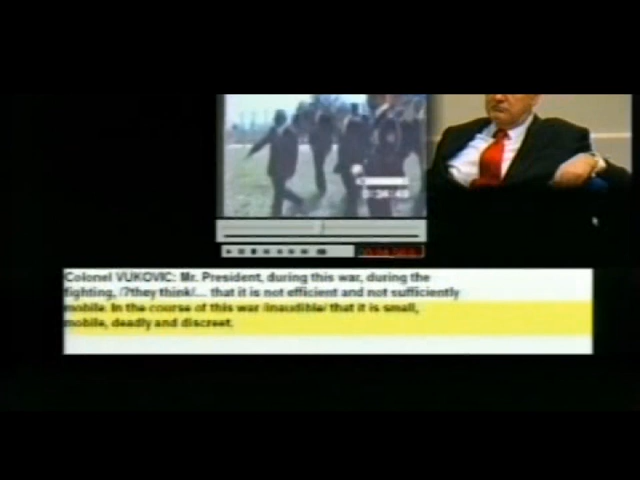 Colonel VUKOVIC: Mr. President, during this war, during the
fighting, /?they think/... that it is not efficient and not sufficiently
mobile. In the course of this war /inaudible/ that it is small,
mobile, deadly and discreet.